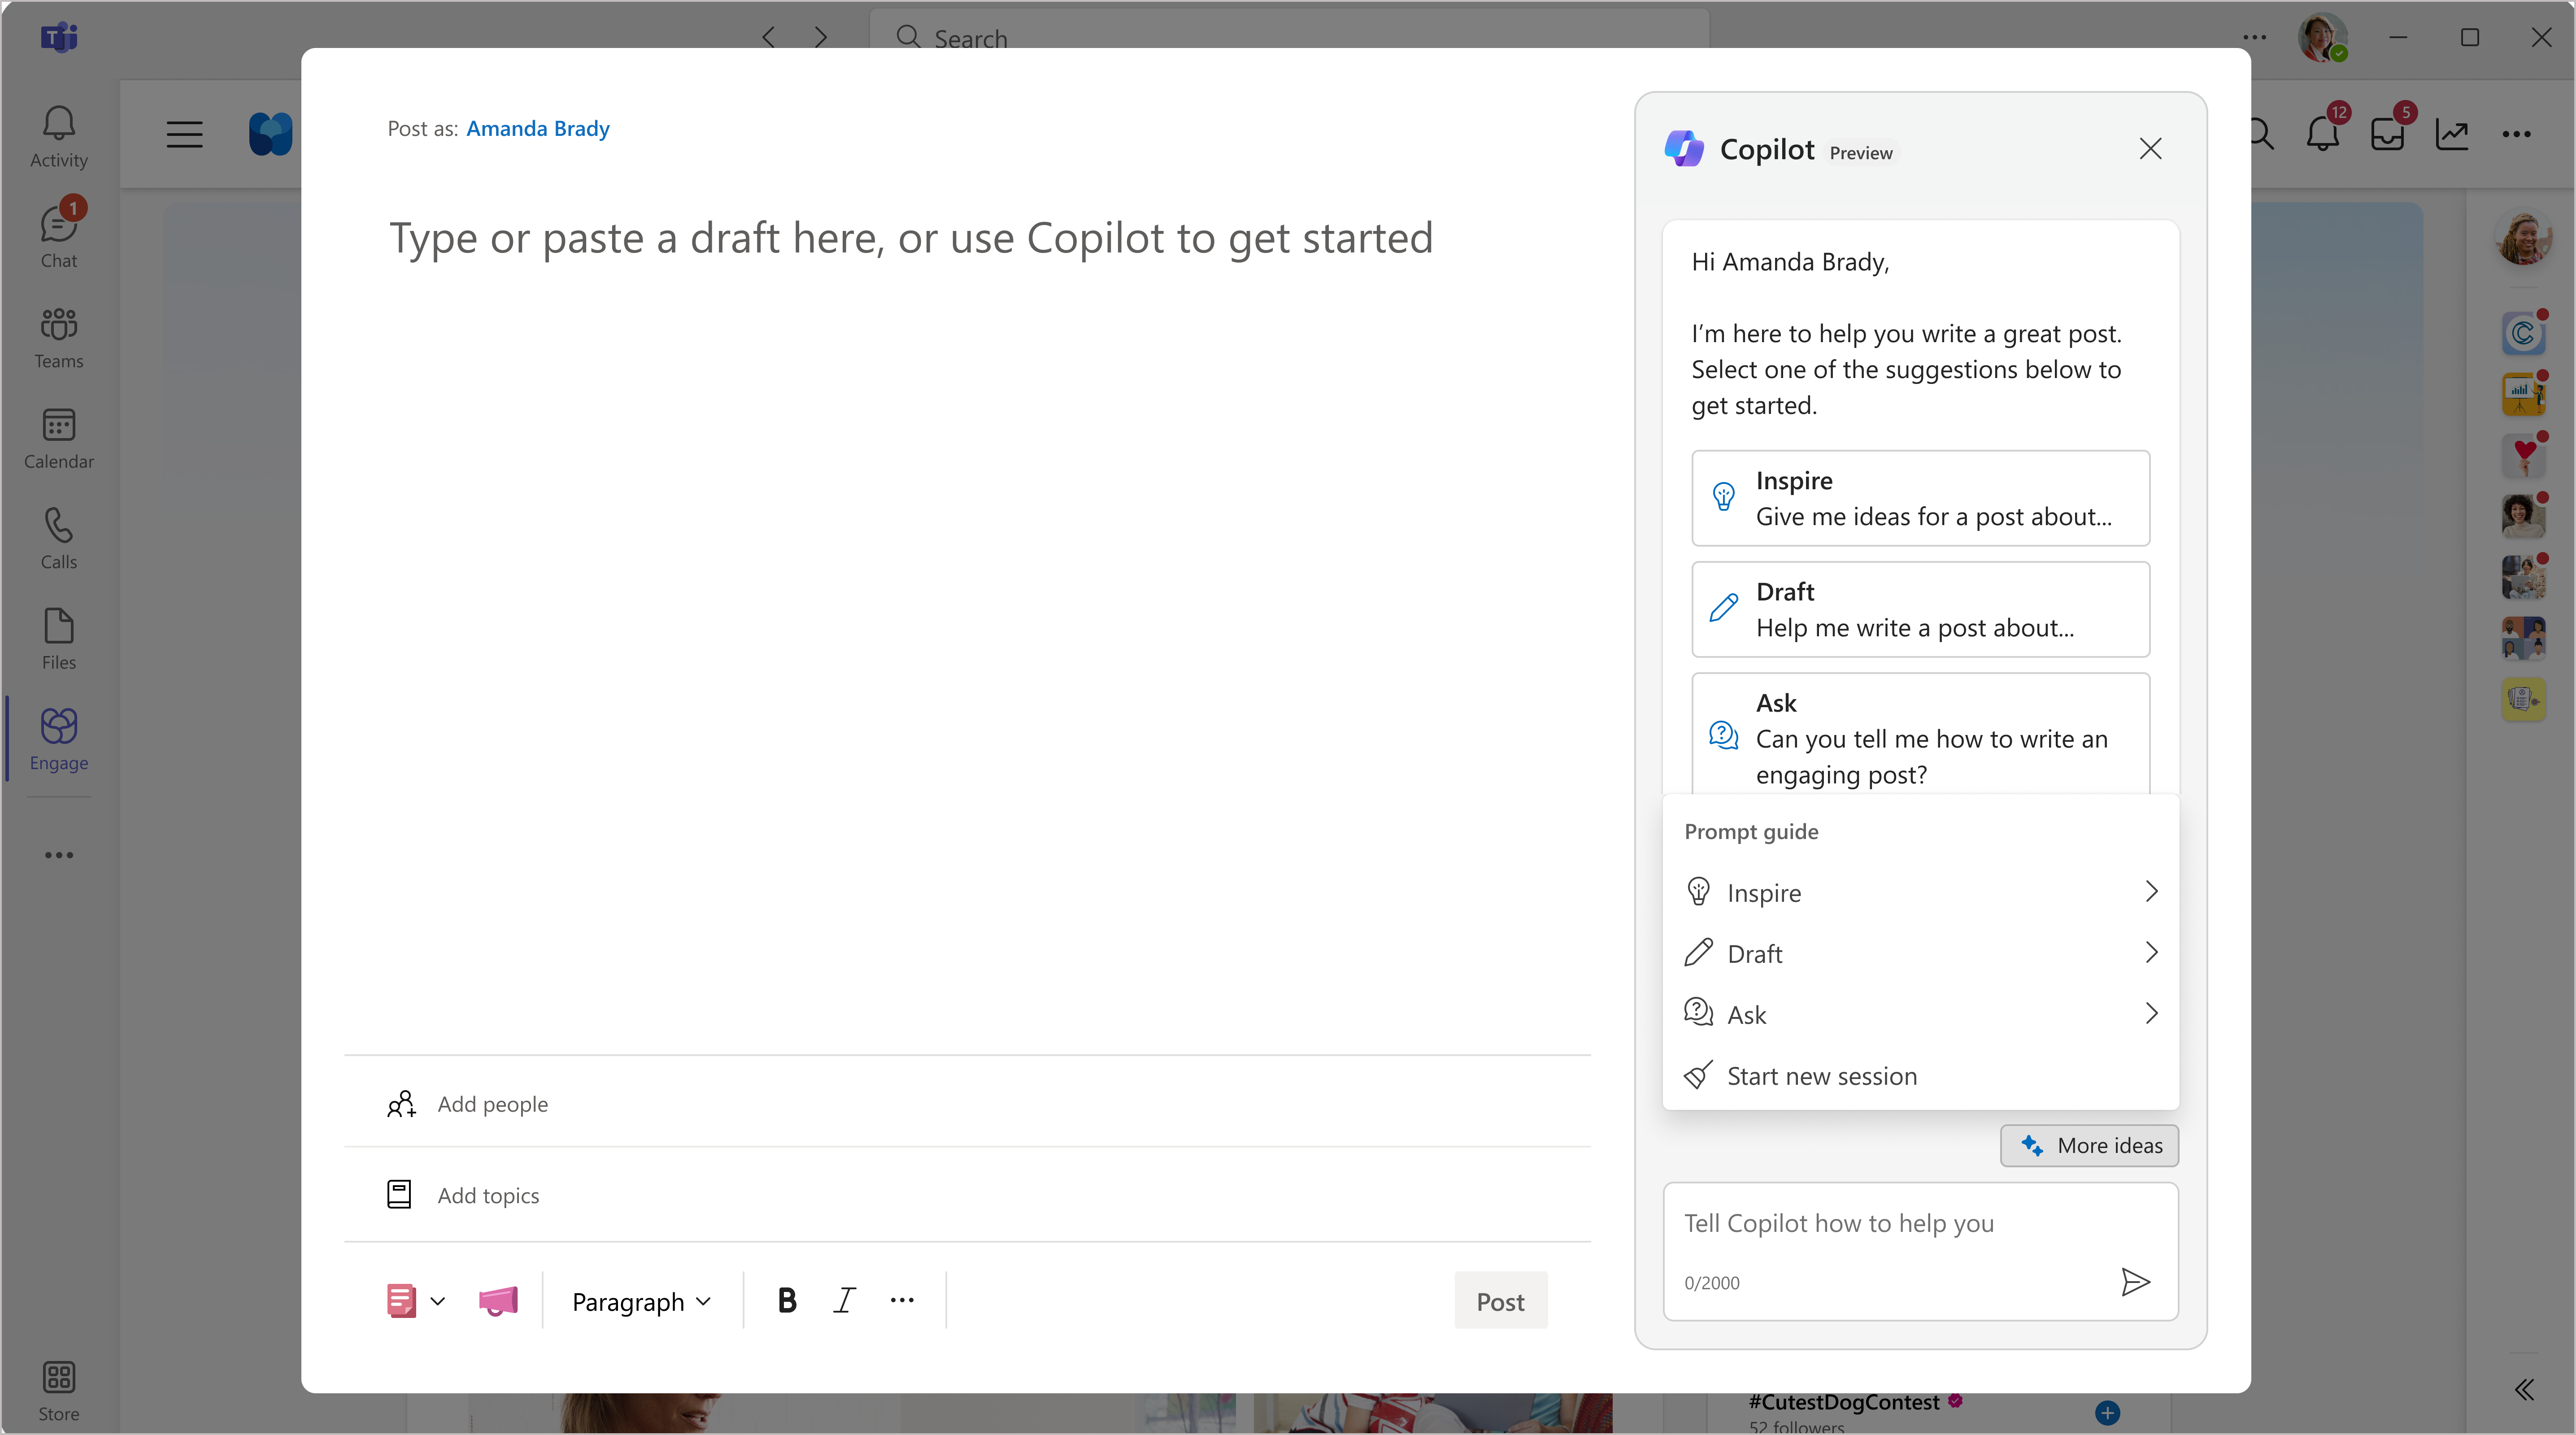 T
Search
Activity
1
Chat
Teams
Calendar
Calls
Files
Engage
Store
12
5
Post as: Amanda Brady
Type or paste a draft here, or use Copilot to get started
Add people
Add topics
Paragraph
B
I
Post
Copilot Preview
Hi Amanda Brady,
I’m here to help you write a great post.
Select one of the suggestions below to
get started.
Inspire
Give me ideas for a post about...
Draft
Help me write a post about...
Ask
Can you tell me how to write an
engaging post?
Prompt guide
Inspire
Draft
Ask
Start new session
More ideas
Tell Copilot how to help you
0/2000
C
#CutestDogContest
52 followers